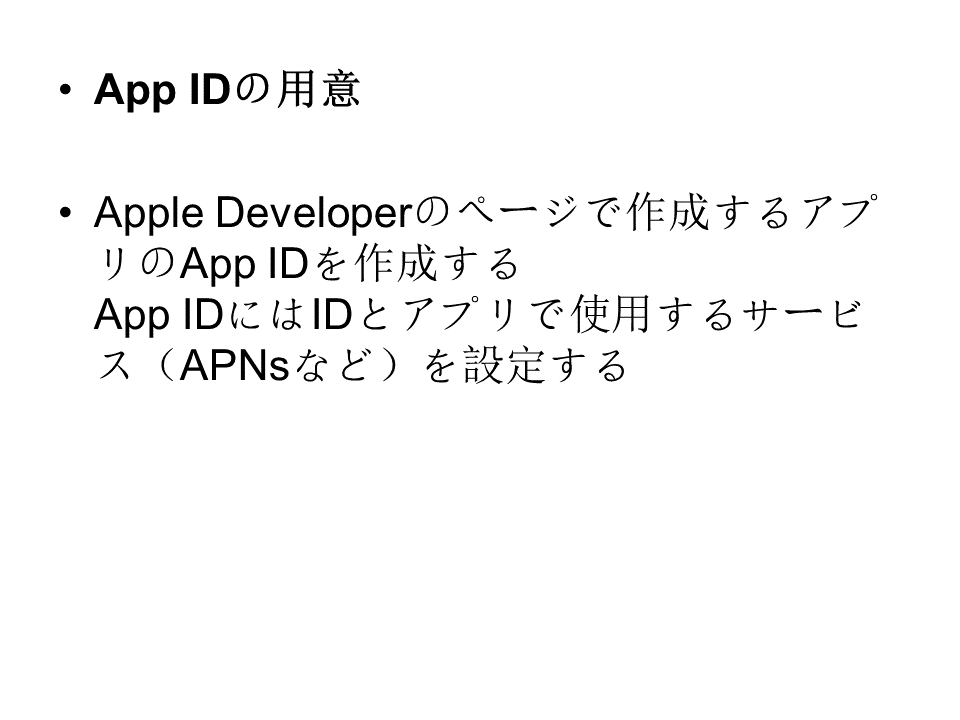 • App IDの用意
• Apple Developerのページで作成するアプ
リのApp IDを作成する
App IDにはIDとアプリで使用するサービ
ス（APNsなど）を設定する